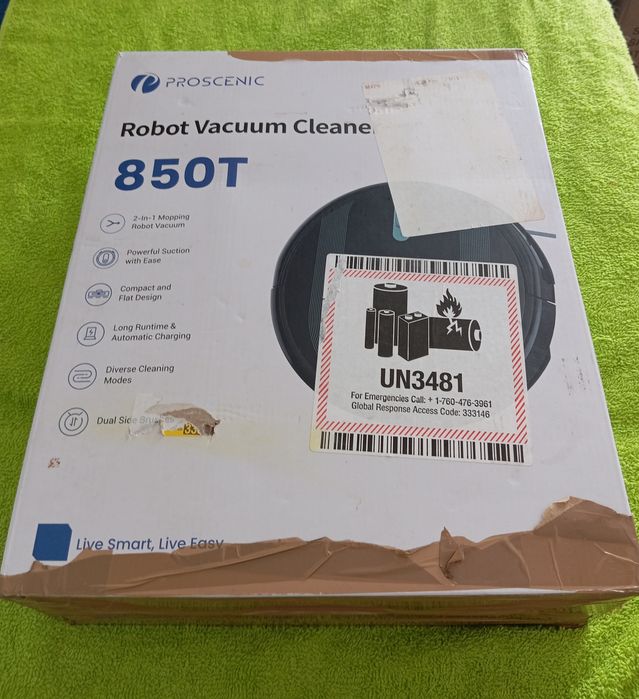 PROSCENIC
Robot Vacuum Cleane
850T
2-In-1 Mopping
Robot Vacuum
Powerful Suction
with Ease
Compact and
Flat Design
Long Runtime &
Automatic Charging
Diverse Cleaning
Modes
Dual Side Brushes
UN3481
For Emergencies Call: + 1-760-476-3961
Global Response Access Code: 333146
Live Smart, Live Easy